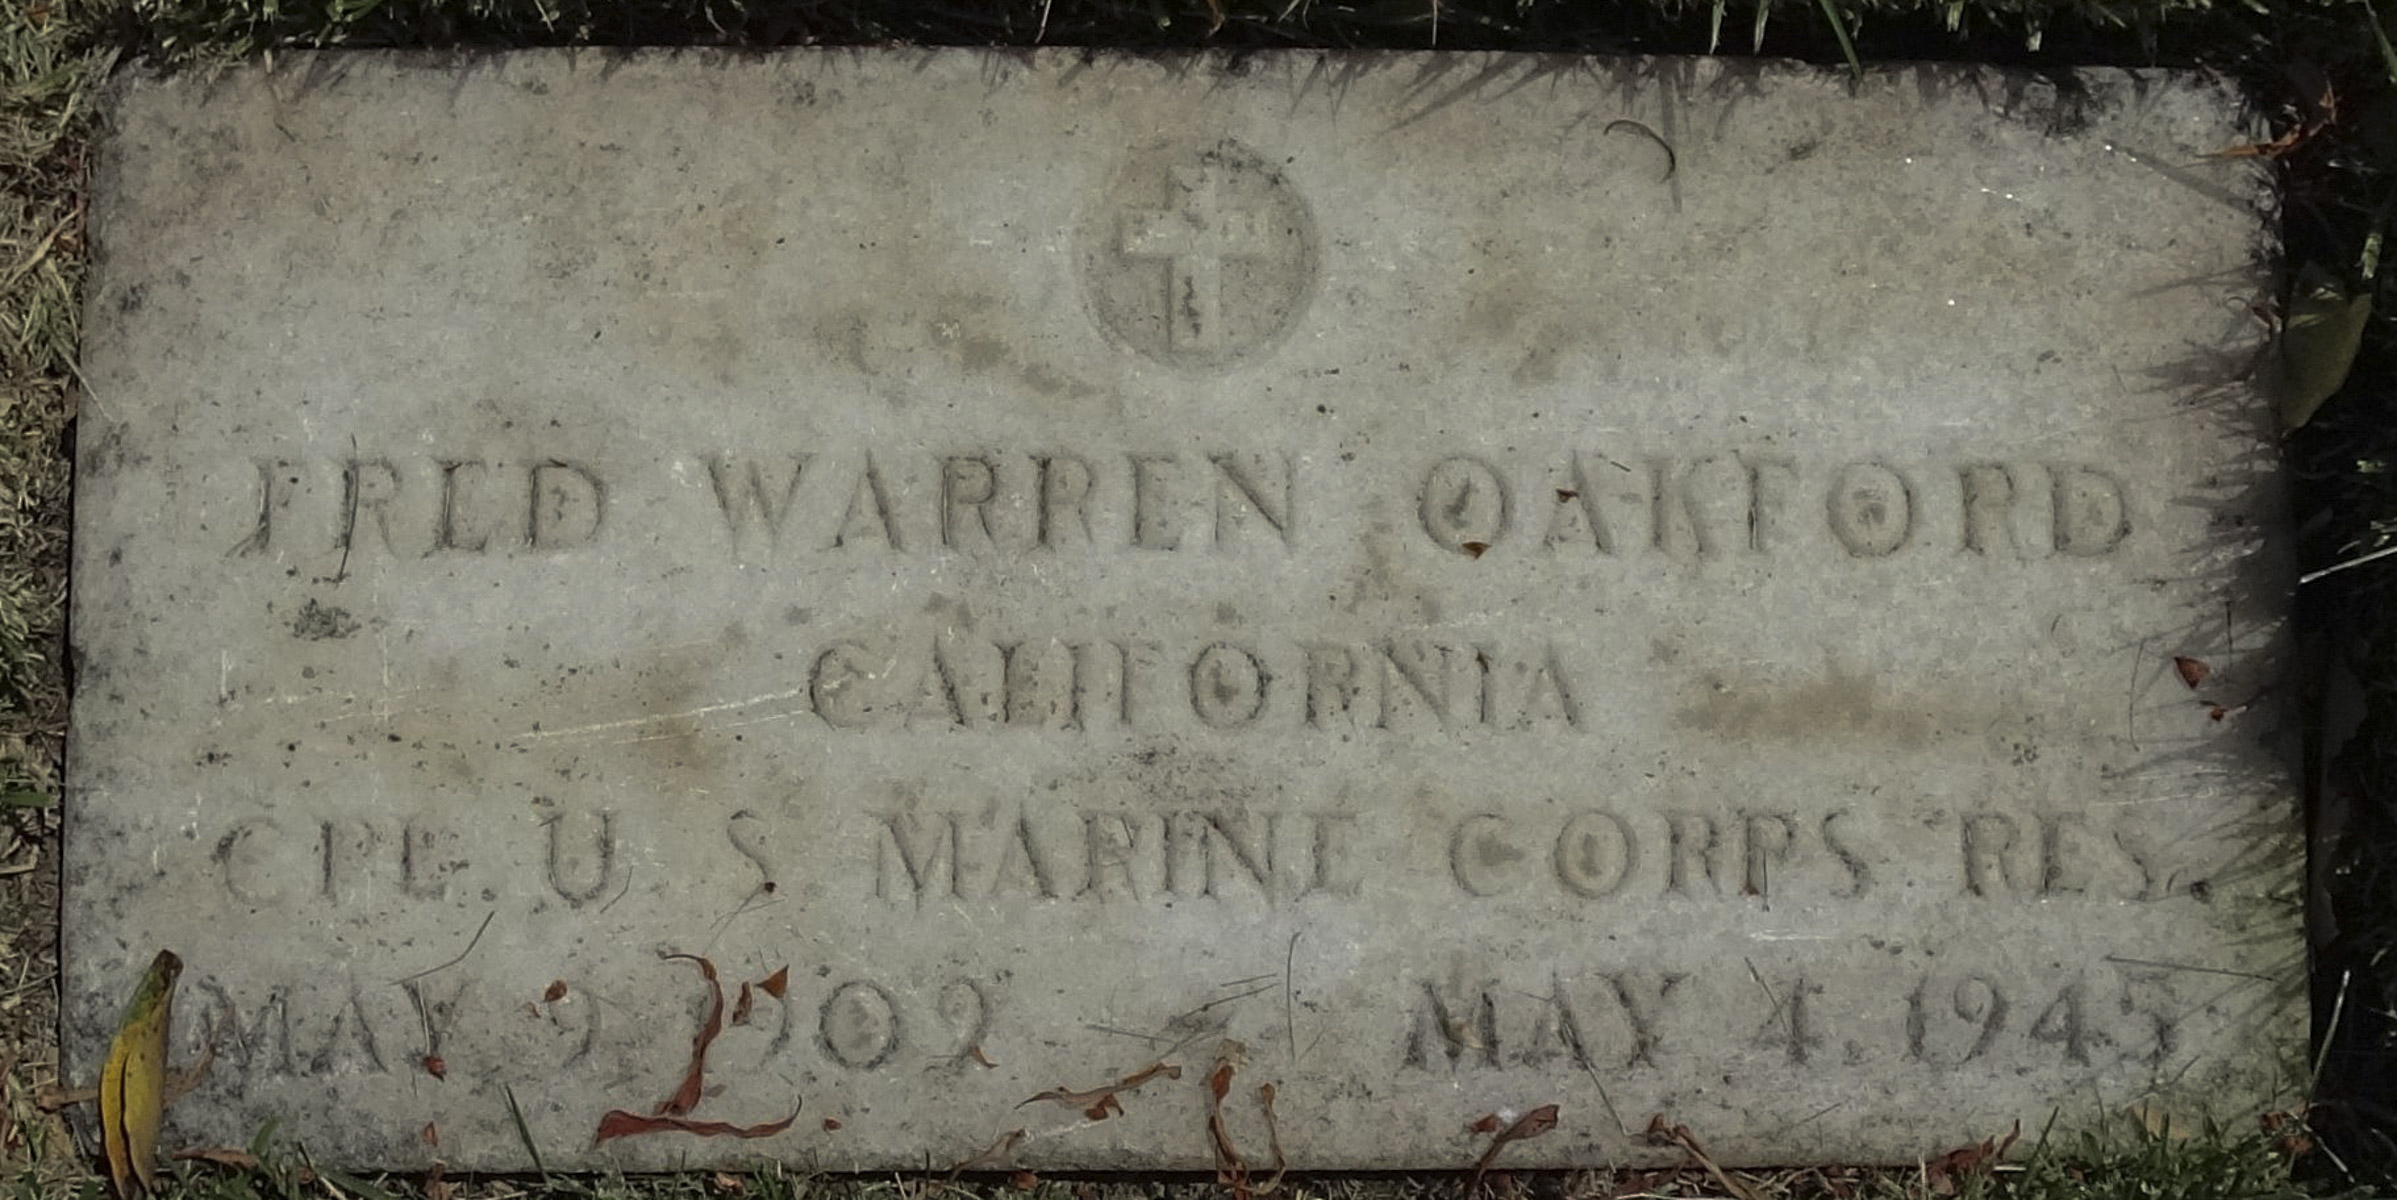 FRED WARREN OAKFORD
CALIFORNIA
CPL. U S MARINE CORPS RES.
MAY 9 1909 MAY 4. 1945